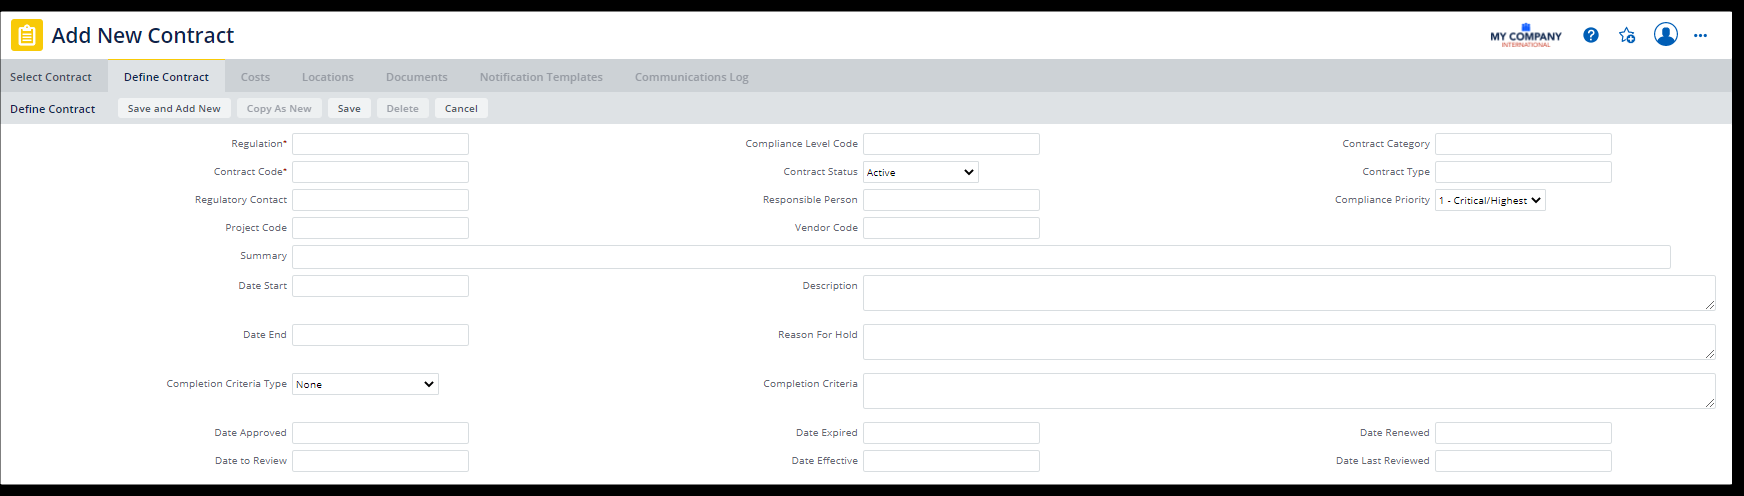 Add New Contract
MY COMPANY
INTERNATIONAL
?
Select Contract Define Contract Costs Locations Documents Notification Templates Communications Log
Define Contract Save and Add New Copy As New Save Delete Cancel
Regulation* Compliance Level Code Contract Category
Contract Code* Contract Status Active Contract Type
Regulatory Contact Responsible Person Compliance Priority 1 - Critical/Highest
Project Code Vendor Code
Summary
Date Start Description
Date End Reason For Hold
Completion Criteria Type None Completion Criteria
Date Approved Date Expired Date Renewed
Date to Review Date Effective Date Last Reviewed